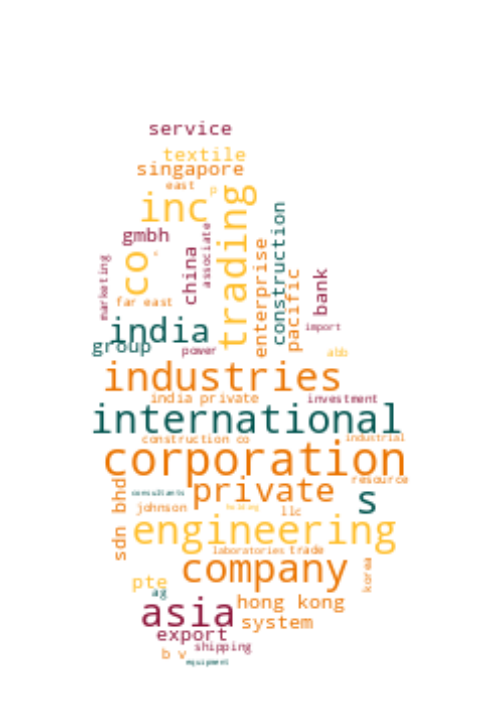 service
textile
singapore
east
p
inc
trading
gmbh
co
china
associate
construction
enterprise
pacific
bank
marketing
far east
import
india
group
power
abb
industries
india private
investment
international
construction co
industrial
corporation
resource
private
consultants
s
sdn bhd
johnson
holding
llc
engineering
laboratories
trade
company
korea
pte
ag
asia
hong kong
system
export
shipping
b v
equipment